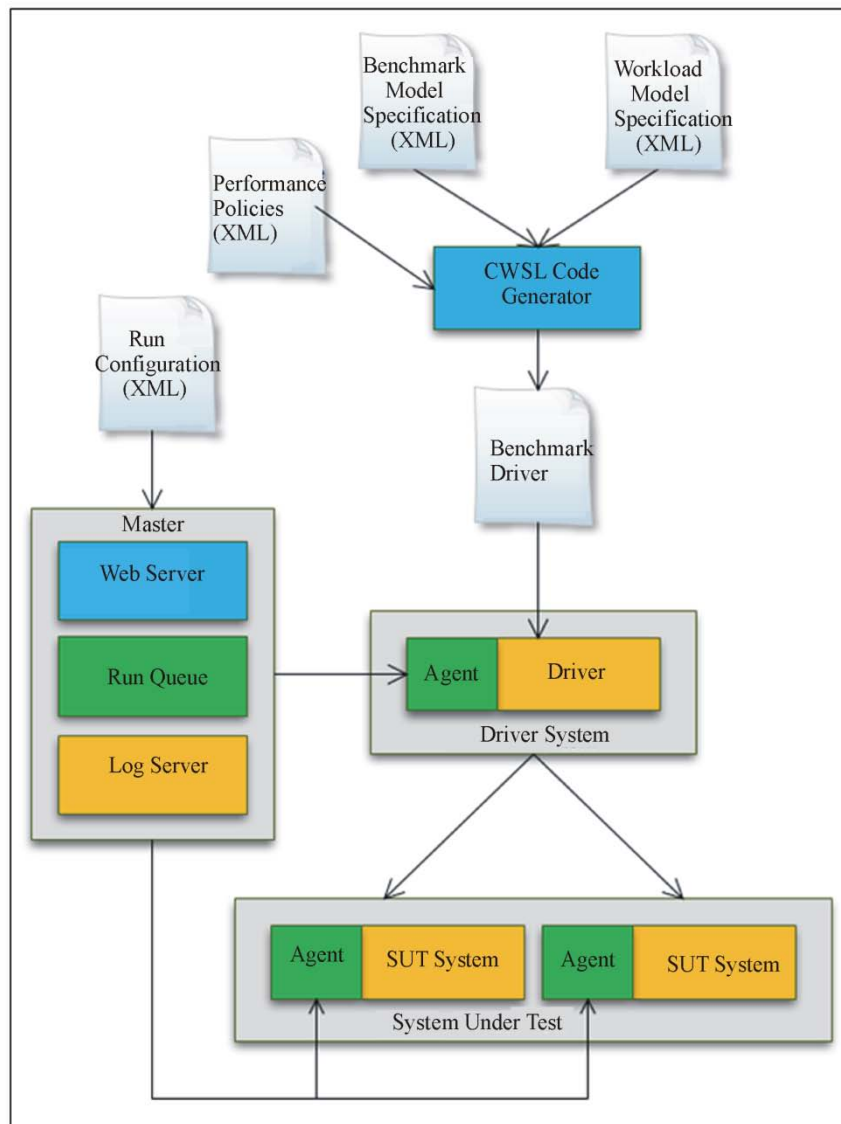 Benchmark
Model
Specification
(XML)
Workload
Model
Specification
(XML)
Performance
Policies
(XML)
CWSL Code
Generator
Run
Configuration
(XML)
Benchmark
Driver
Master
Web Server
Run Queue
Log Server
Agent
Driver
Driver System
Agent
SUT System
Agent
SUT System
System Under Test